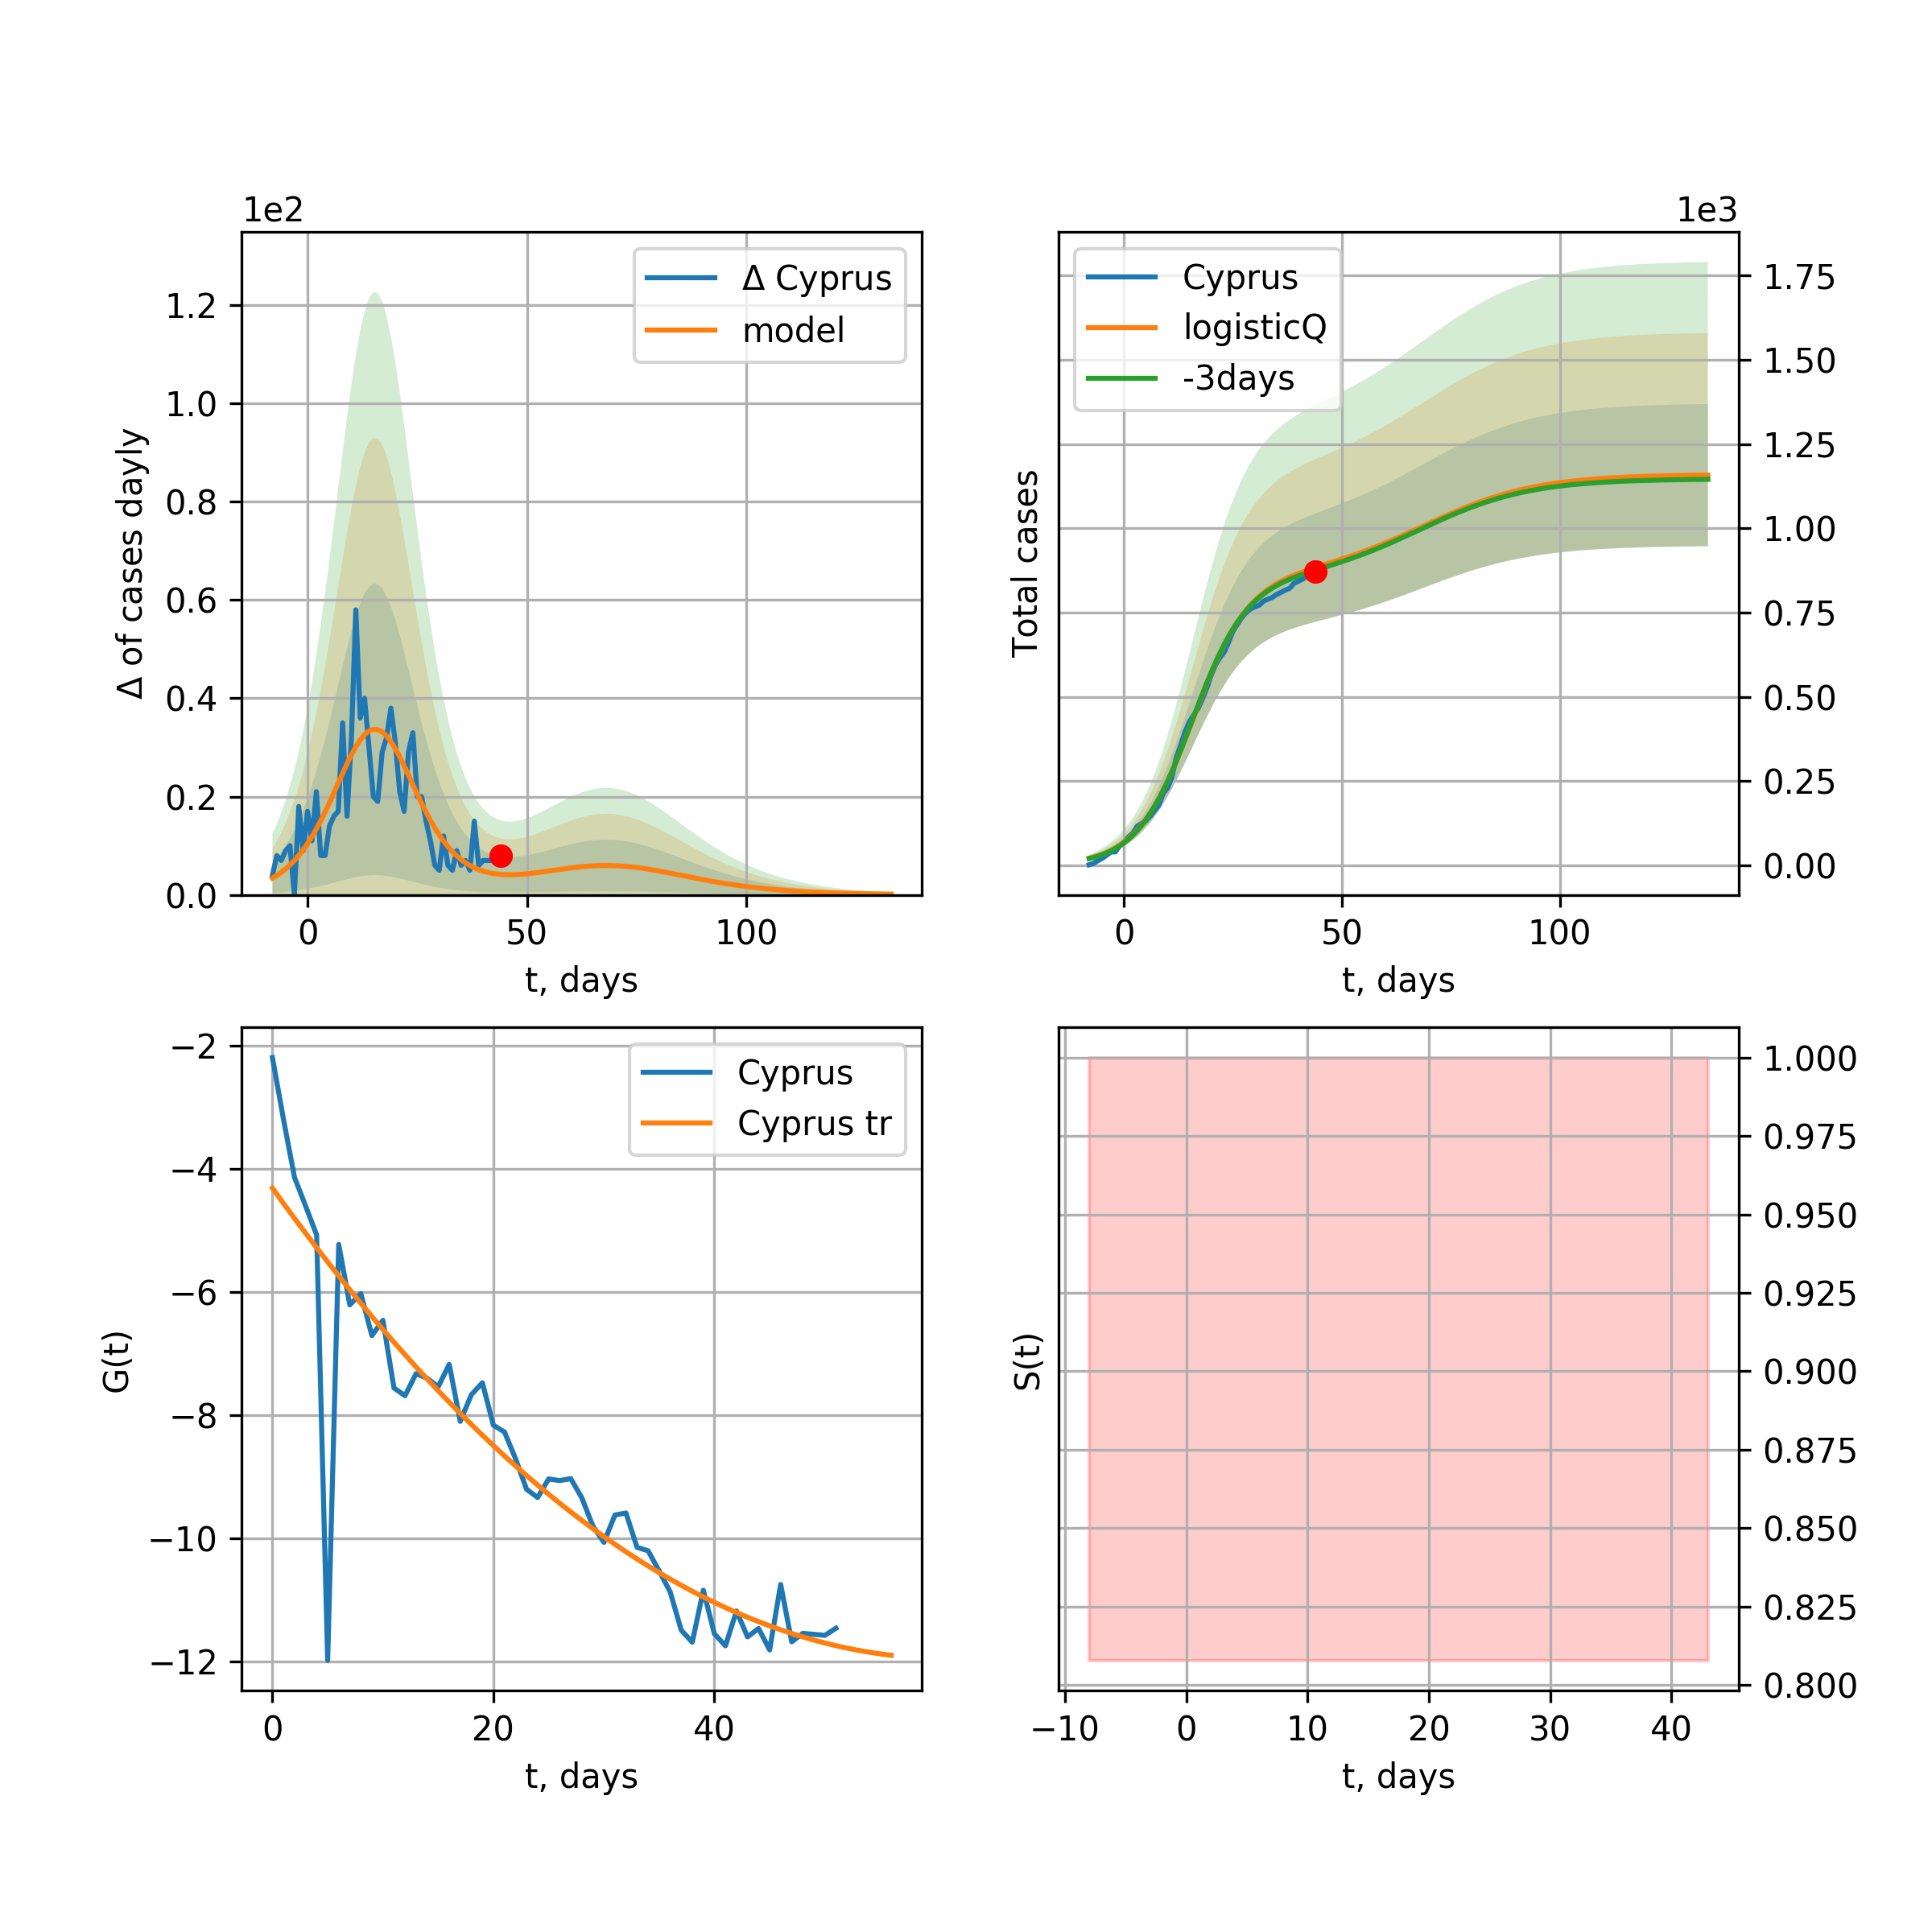 1e2
Δ of cases dayly
1.2
1.0
0.8
0.6
0.4
0.2
0.0
0 50 100
t, days
Δ Cyprus
model
1e3
Total cases
1.75
1.50
1.25
1.00
0.75
0.50
0.25
0.00
0 50 100
t, days
Cyprus
logisticQ
-3days
G(t)
−2
−4
−6
−8
−10
−12
0 20 40
t, days
Cyprus
Cyprus tr
S(t)
1.000
0.975
0.950
0.925
0.900
0.875
0.850
0.825
0.800
−10 0 10 20 30 40
t, days